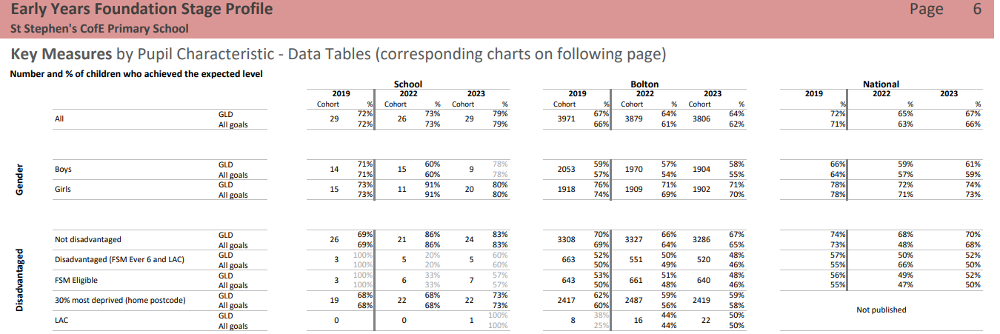 Early Years Foundation Stage Profile Page 6
St Stephen's CofE Primary School
Key Measures by Pupil Characteristic - Data Tables (corresponding charts on following page)
Number and % of children who achieved the expected level
School Bolton National
2019 2022 2023 2019 2022 2023 2019 2022 2023
Cohort % Cohort % Cohort % Cohort % Cohort % Cohort % % % %
All GLD 29 72% 26 73% 29 79% 3971 67% 3879 64% 3806 64% 72% 65% 67%
All goals 72% 73% 79% 66% 61% 62% 71% 63% 66%
Gender
Boys GLD 14 71% 15 60% 9 78% 2053 59% 1970 57% 1904 58% 66% 59% 61%
All goals 71% 60% 78% 57% 54% 55% 64% 57% 59%
Girls GLD 15 73% 11 91% 20 80% 1918 76% 1909 71% 1902 71% 78% 72% 74%
All goals 73% 91% 80% 74% 69% 70% 78% 71% 73%
Disadvantaged
Not disadvantaged GLD 26 69% 21 86% 24 83% 3308 70% 3327 66% 3286 67% 74% 68% 70%
All goals 69% 86% 83% 69% 64% 65% 73% 48% 68%
Disadvantaged (FSM Ever 6 and LAC) GLD 3 100% 5 20% 5 60% 663 52% 551 50% 520 48% 57% 50% 52%
All goals 100% 20% 60% 50% 49% 46% 55% 66% 50%
FSM Eligible GLD 3 100% 6 33% 7 57% 643 53% 661 51% 640 48% 56% 49% 52%
All goals 100% 33% 57% 50% 48% 46% 55% 47% 50%
30% most deprived (home postcode) GLD 19 68% 22 68% 22 73% 2417 62% 2487 59% 2419 59%
All goals 68% 68% 73% 60% 56% 58%
Not published
LAC GLD 0 0 1 100% 8 38% 16 44% 22 50%
All goals 100% 25% 44% 50%